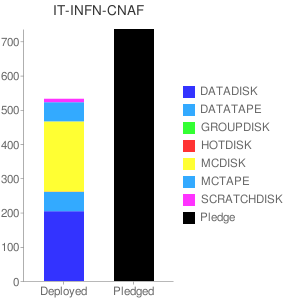 IT-INFN-CNAF
700
600
500
400
300
200
100
0
Deployed
Pledged
DATADISK
DATATAPE
GROUPDISK
HOTDISK
MCDISK
MCTAPE
SCRATCHDISK
Pledge